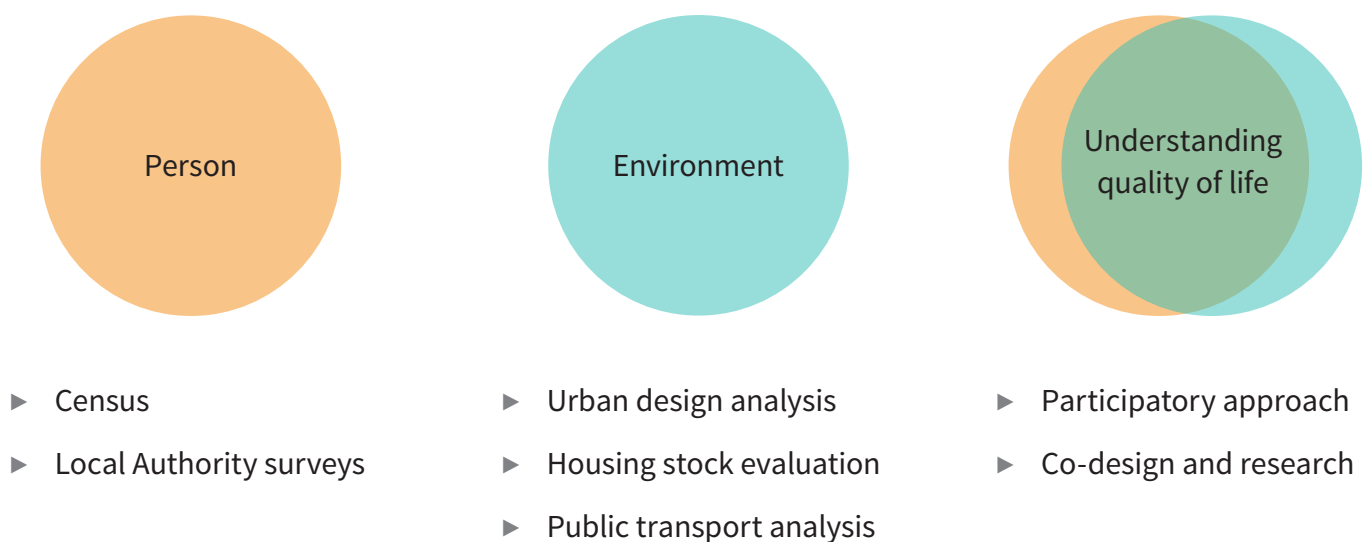 Person
Environment
Understanding
quality of life
► Census
► Local Authority surveys
► Urban design analysis
► Housing stock evaluation
► Public transport analysis
► Participatory approach
► Co-design and research